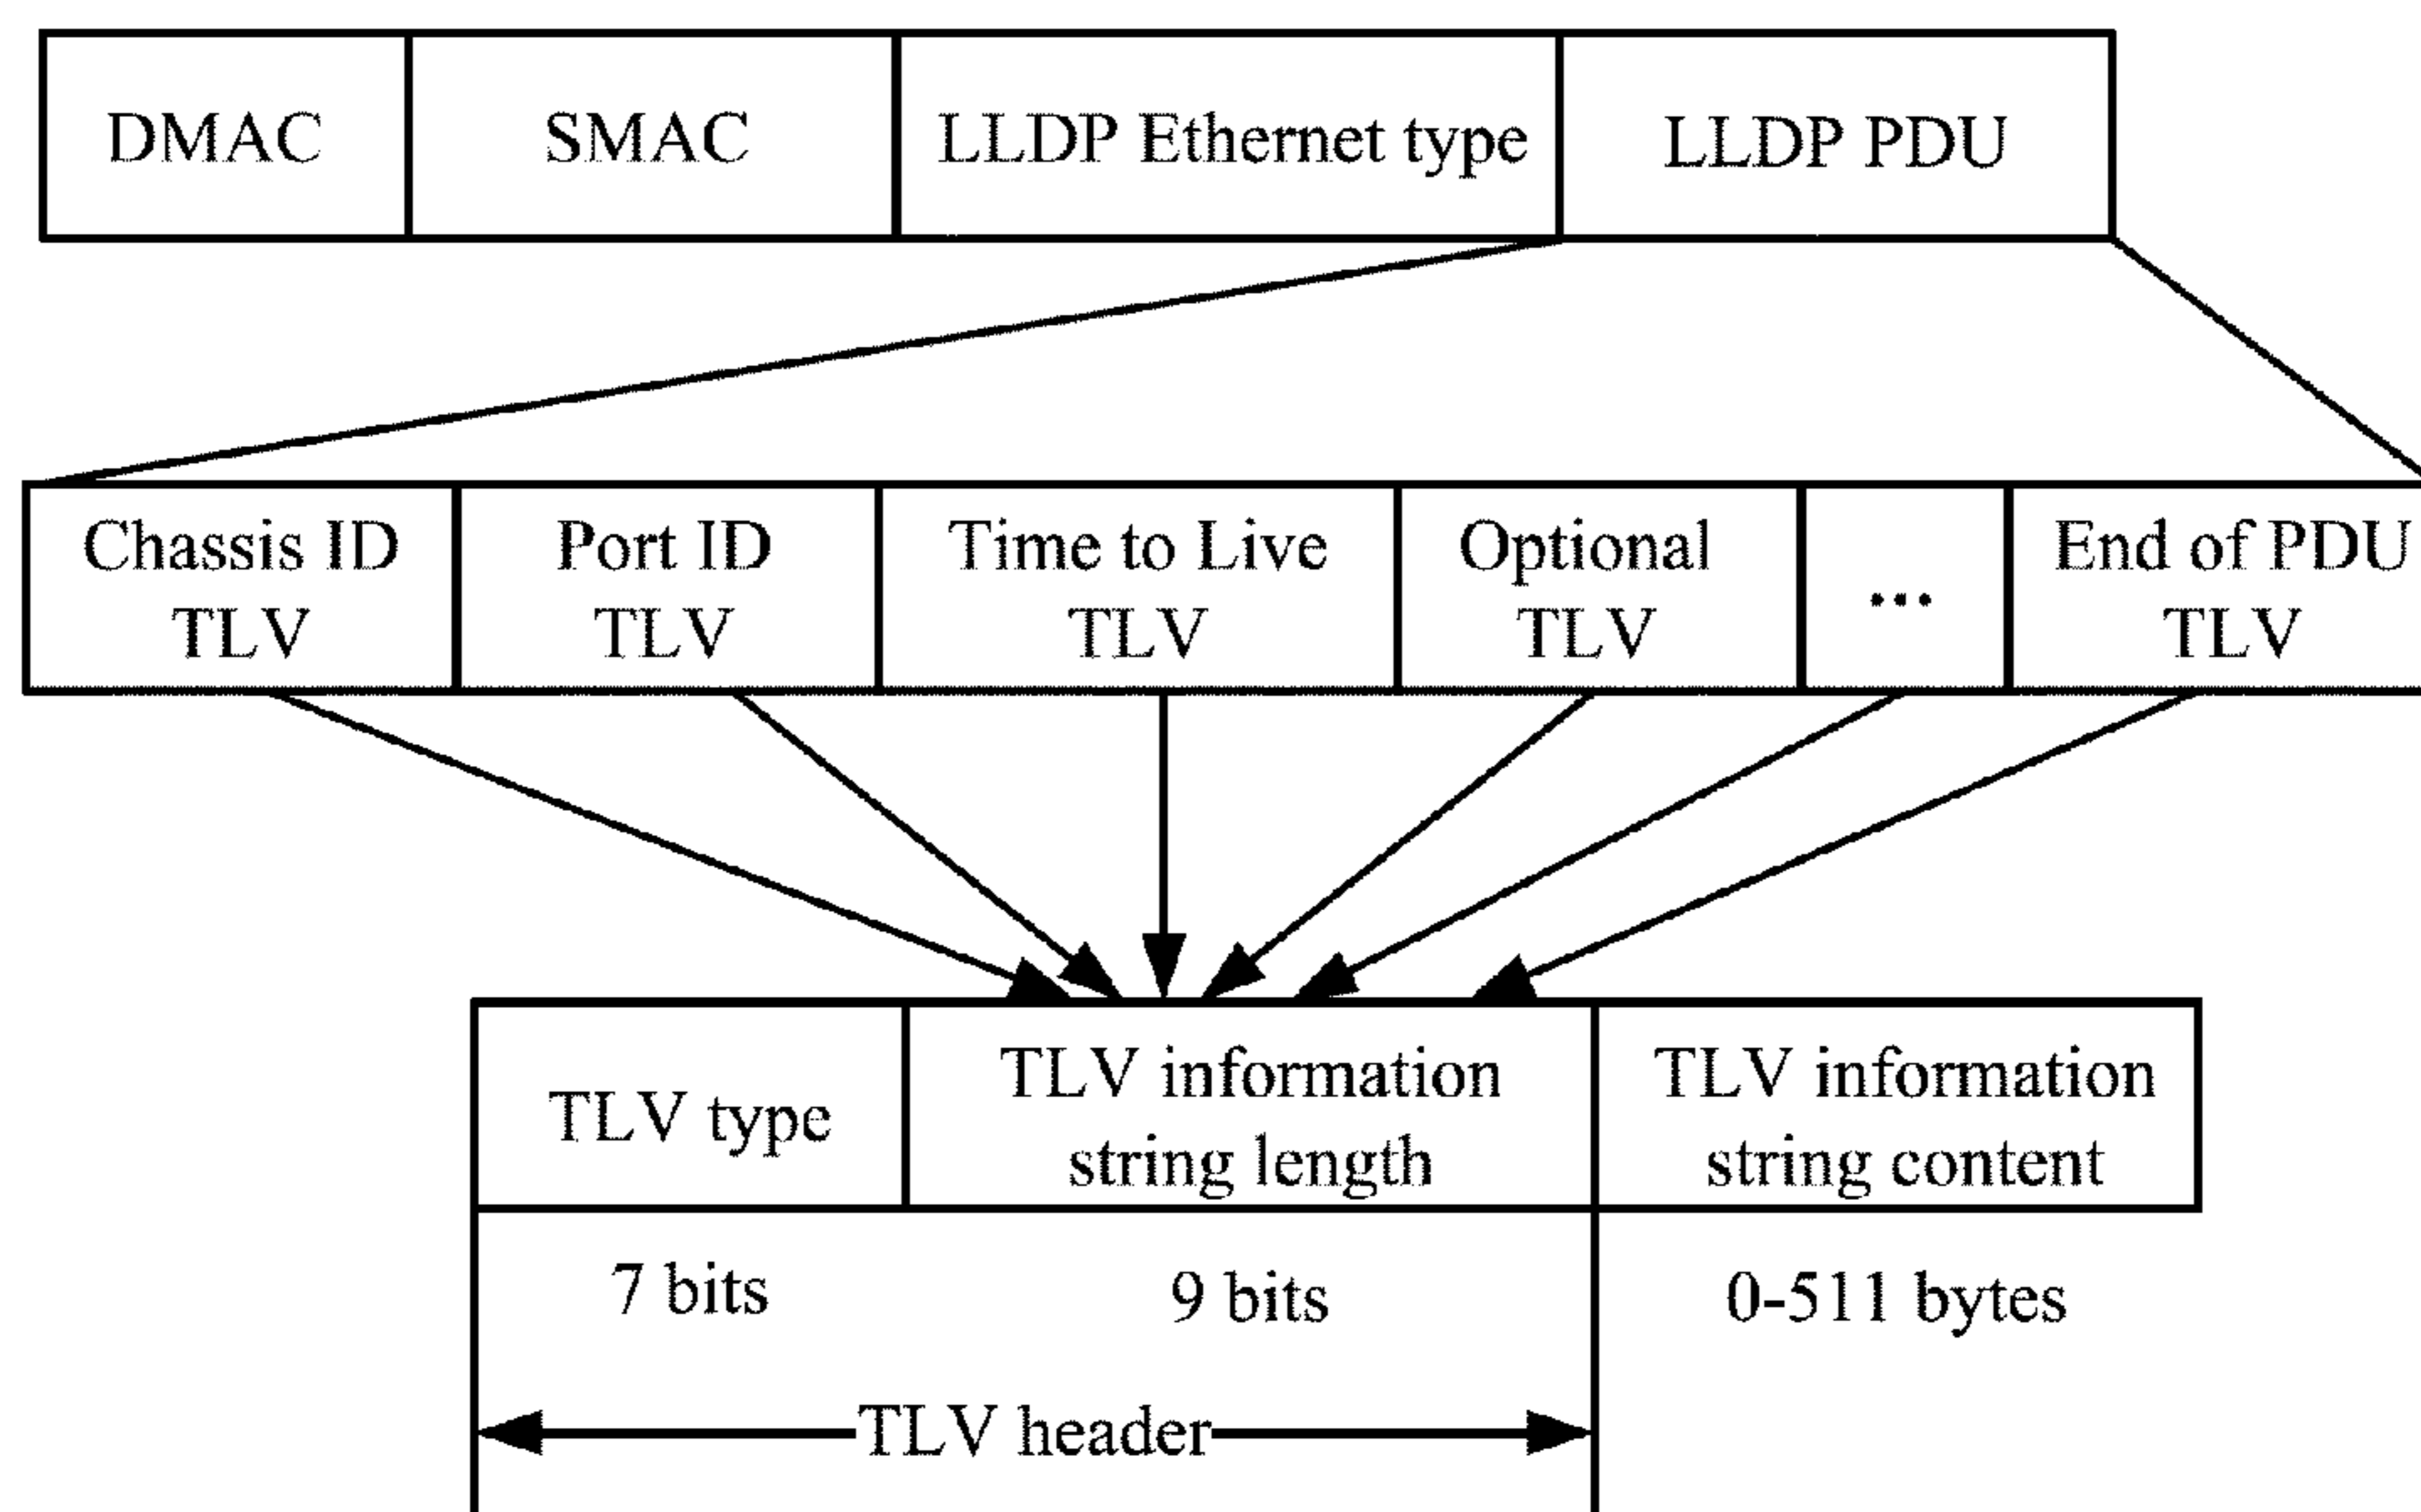 DMAC
SMAC
LLDP Ethernet type
LLDP PDU
Chassis ID
TLV
Port ID
TLV
Time to Live
TLV
Optional
TLV
...
End of PDU
TLV
TLV type
TLV information
string length
TLV information
string content
7 bits
9 bits
0-511 bytes
TLV header